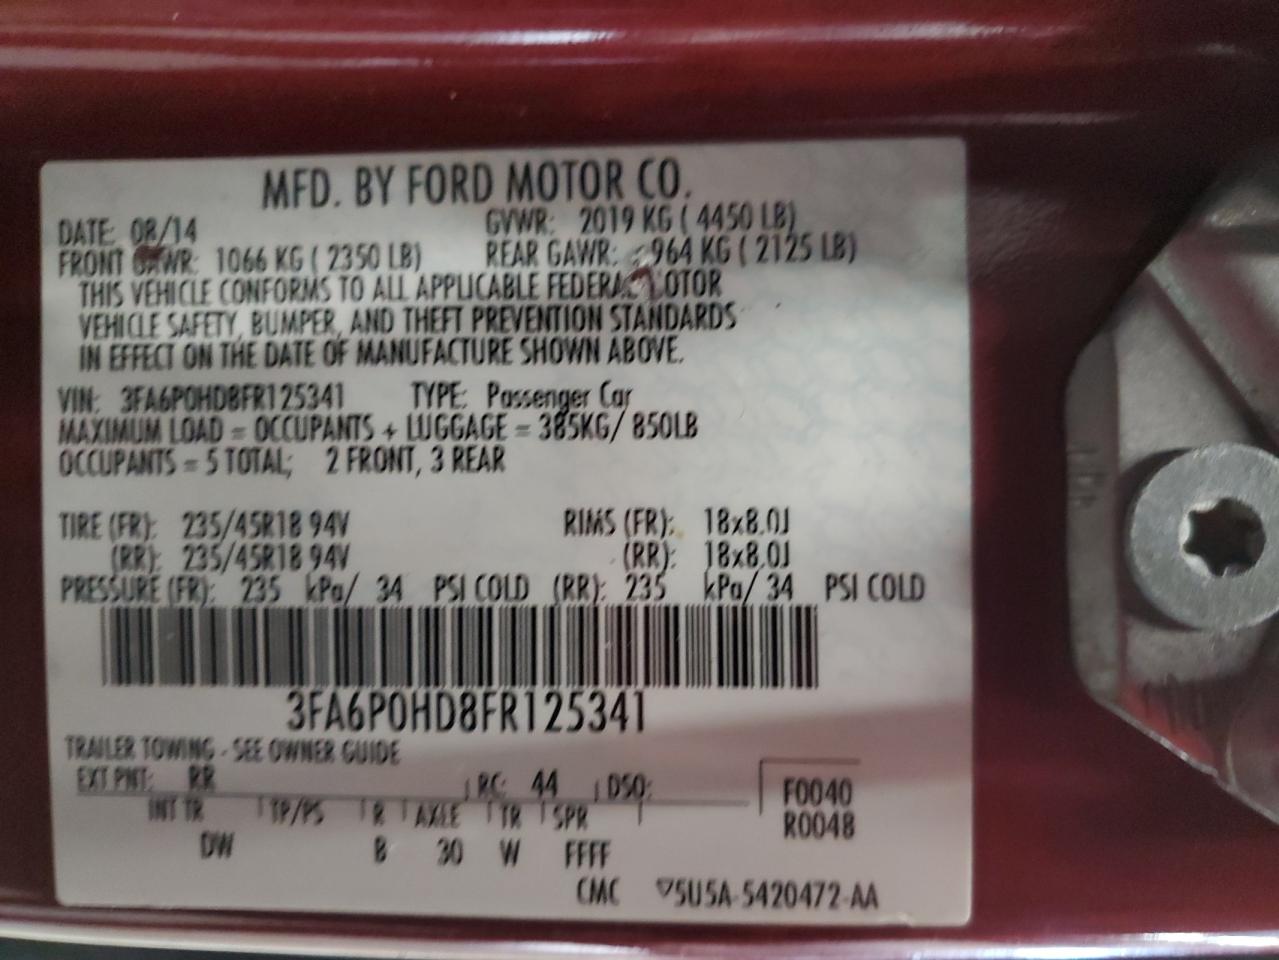 MFD. BY FORD MOTOR CO.
DATE: 08/14 GVWR: 2019 KG ( 4450 LB)
FRONT GAWR: 1066 KG ( 2350 LB) REAR GAWR: 964 KG ( 2125 LB)
THIS VEHICLE CONFORMS TO ALL APPLICABLE FEDERAL MOTOR
VEHICLE SAFETY, BUMPER, AND THEFT PREVENTION STANDARDS
IN EFFECT ON THE DATE OF MANUFACTURE SHOWN ABOVE.
VIN: 3FA6P0HD8FR125341 TYPE: Passenger Car
MAXIMUM LOAD = OCCUPANTS + LUGGAGE = 385KG/ 850LB
OCCUPANTS = 5 TOTAL; 2 FRONT, 3 REAR
TIRE (FR): 235/45R18 94V RIMS (FR): 18x8.0J
(RR): 235/45R18 94V (RR): 18x8.0J
PRESSURE (FR): 235 kPa/ 34 PSI COLD (RR): 235 kPa/ 34 PSI COLD
3FA6P0HD8FR125341
TRAILER TOWING - SEE OWNER GUIDE
EXT PNT: RR RC: 44 DSO:
INT TR TP/PS R AXLE TR SPR
DW B 30 W FFFF
F0040
R0048
CMC ▽5U5A-5420472-AA